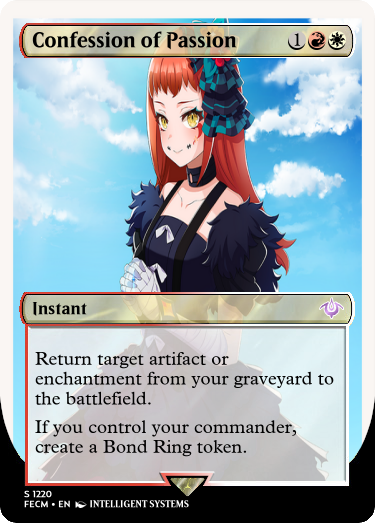 Confession of Passion 1
Instant
Return target artifact or
enchantment from your graveyard to
the battlefield.
If you control your commander,
create a Bond Ring token.
S 1220
FECM • EN INTELLIGENT SYSTEMS